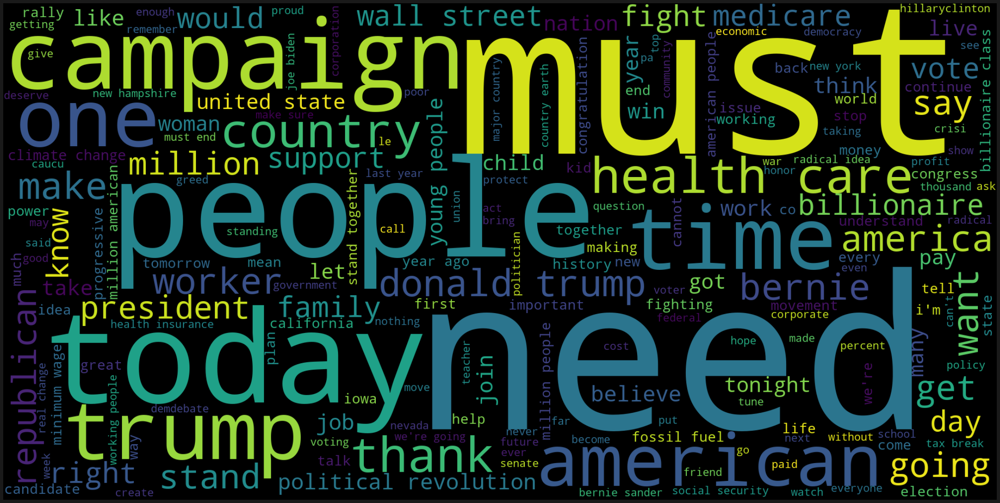 rally
like
enough
would
proud
corporation
wall street
nation
fight
medicare
hillaryclinton
getting
remember
campaign
must
economic
democracy
live
give
joe biden
year
top
pa
community
congratulation
american people
see
billionaire class
major country
country earth
back
new york
vote
think
continue
deserve
new hampshire
one
united state
poor
young people
end
world
say
woman
make sure
country
win
issue
working
stop
must end
le
taking
crisi
climate change
million
support
child
kid
health care
war
radical idea
money
show
profit
caucu
last year
honor
congress
make
million american
greed
people
stand together
protect
thousand
ask
power
know
progressive
union
act
question
cannot
time
work
co
billionaire
may
standing
call
bring
together
understand
radical
said
politician
making
america
good
much
tomorrow
mean
year ago
history
new
every
pay
even
take
worker
let
government
donald trump
got
bernie
want
voter
tell
republican
idea
president
family
first
important
fighting
movement
can't
state
health insurance
california
nothing
federal
corporate
i'm
today
need
plan
million people
hope
made
many
minimum wage
teacher
cost
percent
real change
great
join
we're
policy
working people
tonight
get
iowa
move
believe
tune
demdebate
trump
job
nevada
help
far
put
day
way
voting
we're going
never
life
week
thank
future
become
fossil fuel
next
without
school
come
tax break
talk
ever
american
go
right
senate
paid
going
stand
friend
candidate
create
political revolution
bernie sander
social security
watch
everyone
election